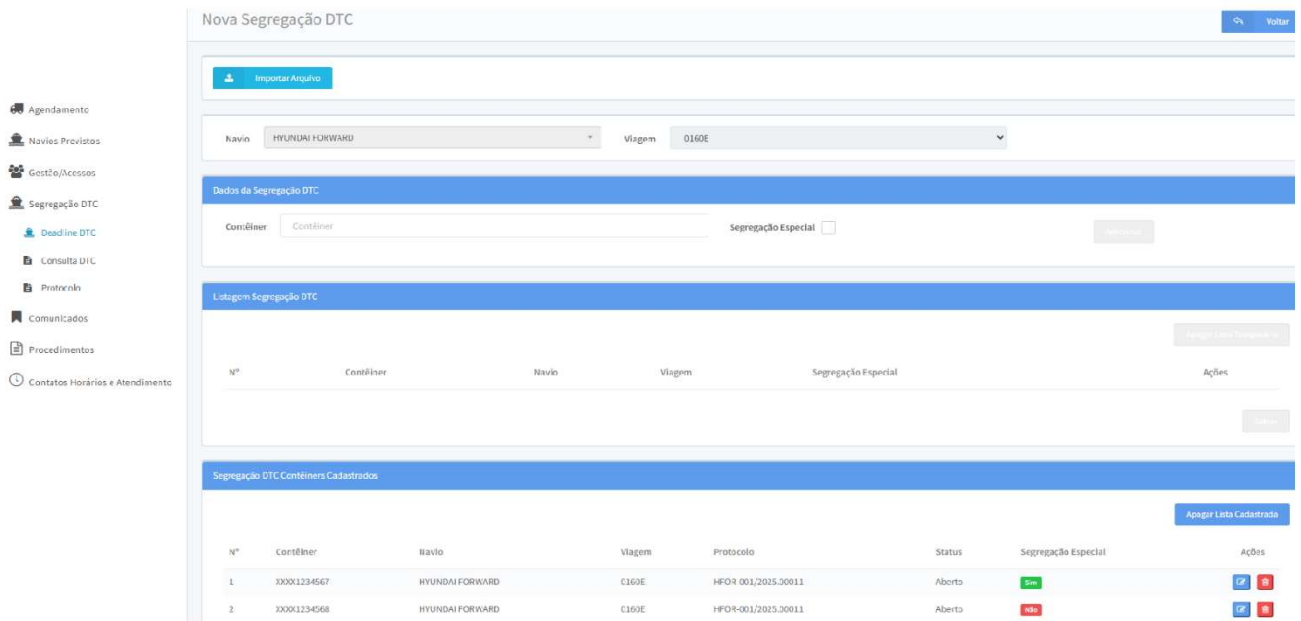 Nova Segregação DTC
Voltar
Importar Arquivo
Agendamento
Navios Previstos
Gestão/Acessos
Segregação DTC
Deadline DTC
Consulta DTC
Protocolo
Comunicados
Procedimentos
Contatos Horários e Atendimento
Navio HYUNDAI FORWARD Viagem 0160E
Dados da Segregação DTC
Contêiner Contêiner Segregação Especial
Listagem Segregação DTC
Apagar Lista Temporária
Nº Contêiner Navio Viagem Segregação Especial Ações
Salvar
Segregação DTC Contêiners Cadastrados
Apagar Lista Cadastrada
Nº Contêiner Navio Viagem Protocolo Status Segregação Especial Ações
1 XXXX1234567 HYUNDAI FORWARD 0160E HFOR-001/2025.00011 Aberto Sim
2 XXXX1234568 HYUNDAI FORWARD 0160E HFOR-001/2025.00011 Aberto Não